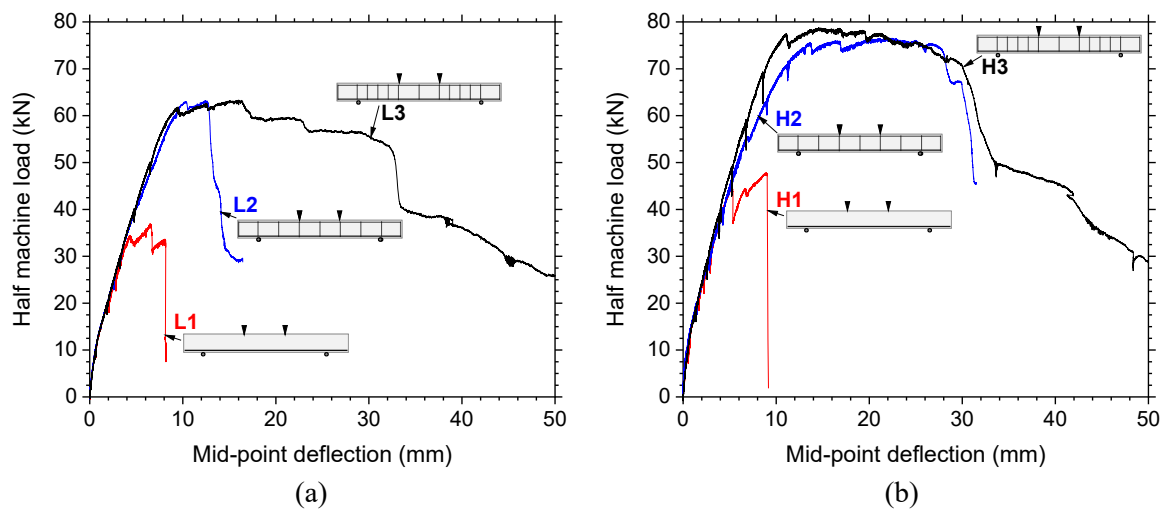 80
70
60
50
40
30
20
10
0
Half machine load (kN)
L3
L2
L1
0 10 20 30 40 50
Mid-point deflection (mm)
(a)
80
70
60
50
40
30
20
10
0
Half machine load (kN)
H3
H2
H1
0 10 20 30 40 50
Mid-point deflection (mm)
(b)